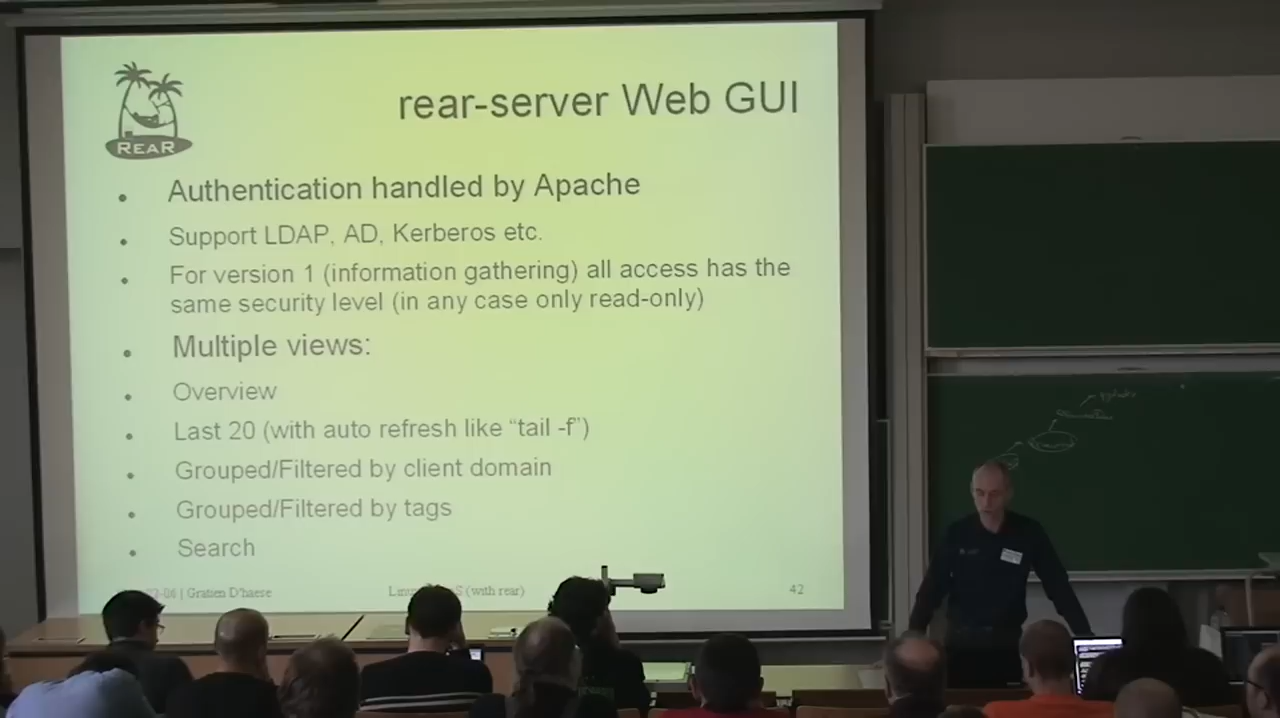 REAR
rear-server Web GUI
Authentication handled by Apache
Support LDAP, AD, Kerberos etc.
For version 1 (information gathering) all access has the
same security level (in any case only read-only)
Multiple views:
Overview
Last 20 (with auto refresh like “tail -f”)
Grouped/Filtered by client domain
Grouped/Filtered by tags
Search
-06 | Gratien D'haese
(with rear)
42